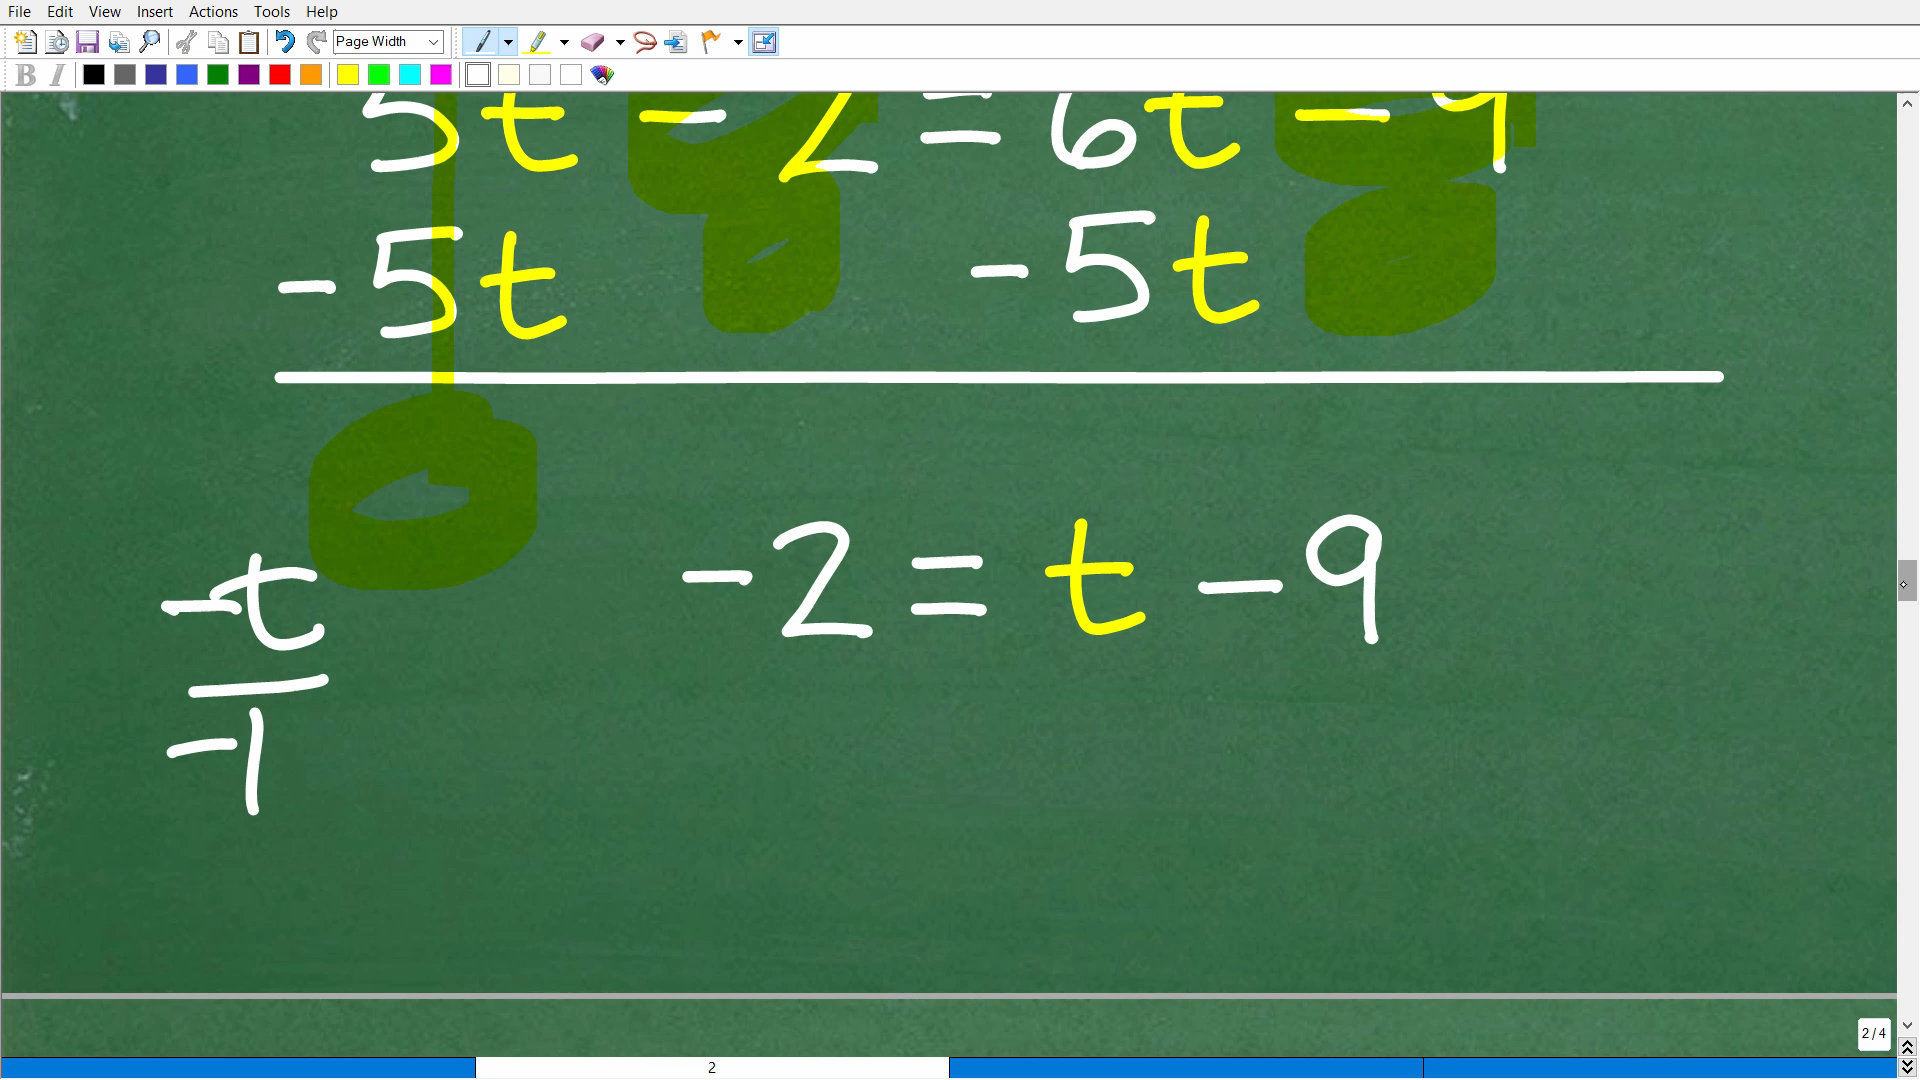 File Edit View Insert Actions Tools Help
Page Width
B I
5t - 2 = 6t - 9
- 5t - 5t
- 2 = t - 9
-t
-1
2 / 4
2